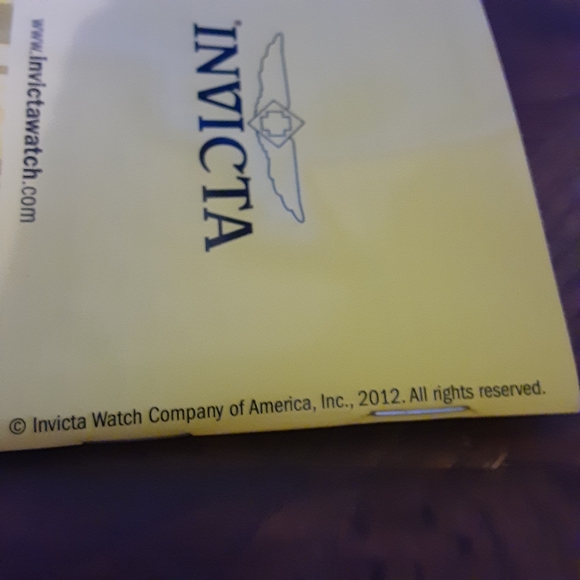 INVICTA®
www.invictawatch.com
© Invicta Watch Company of America, Inc., 2012. All rights reserved.